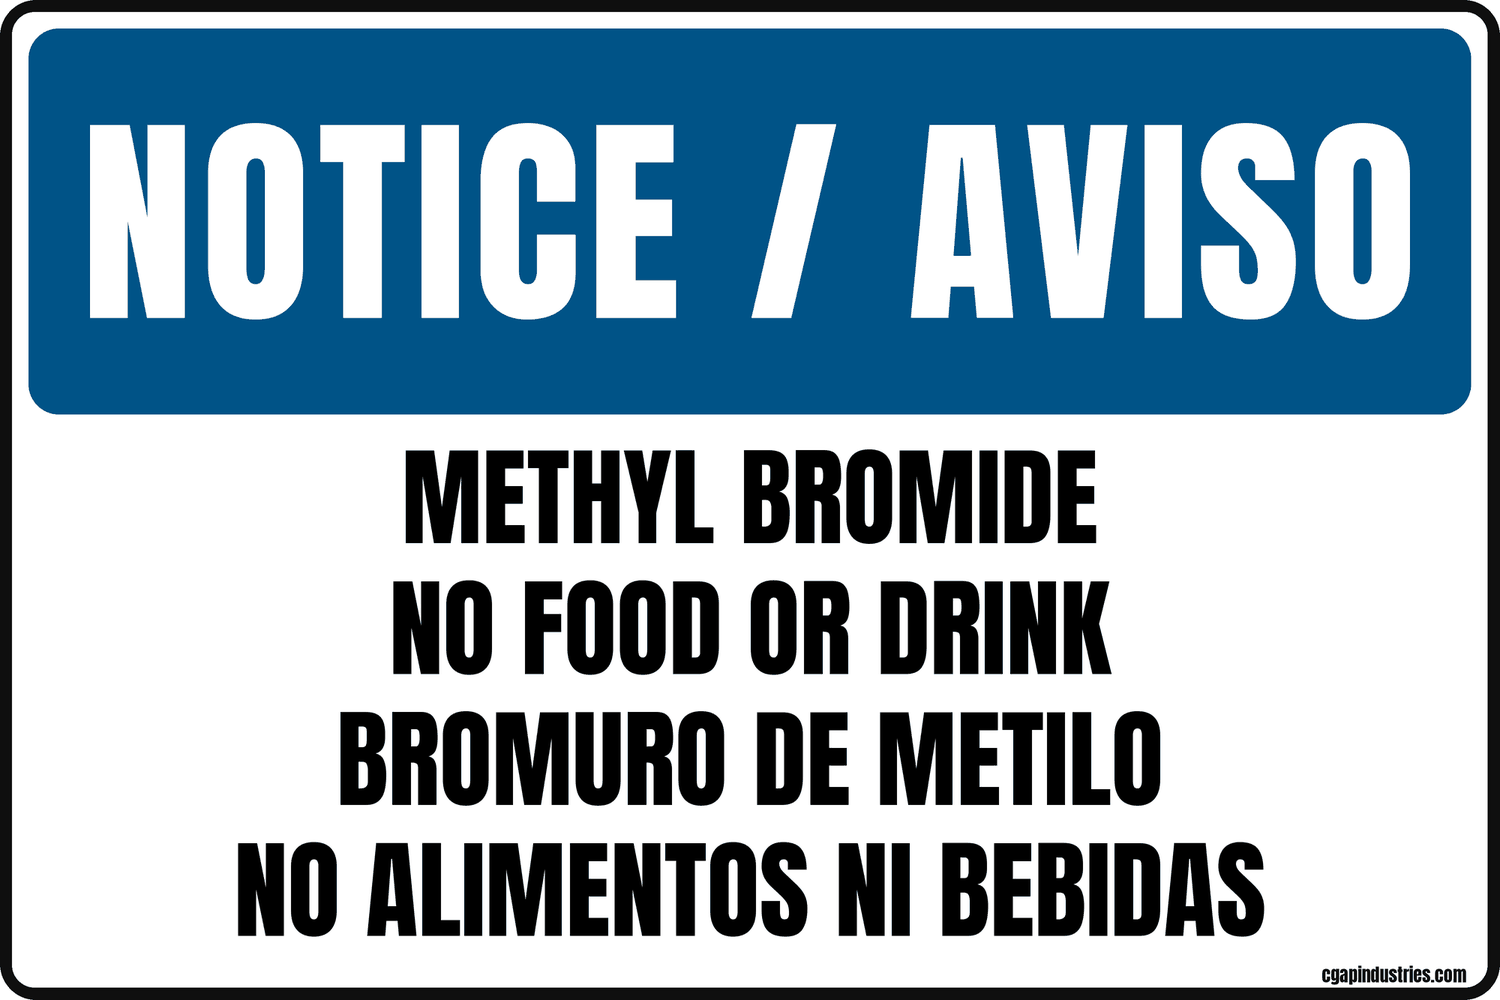 NOTICE / AVISO
METHYL BROMIDE
NO FOOD OR DRINK
BROMURO DE METILO
NO ALIMENTOS NI BEBIDAS
cgapindustries.com